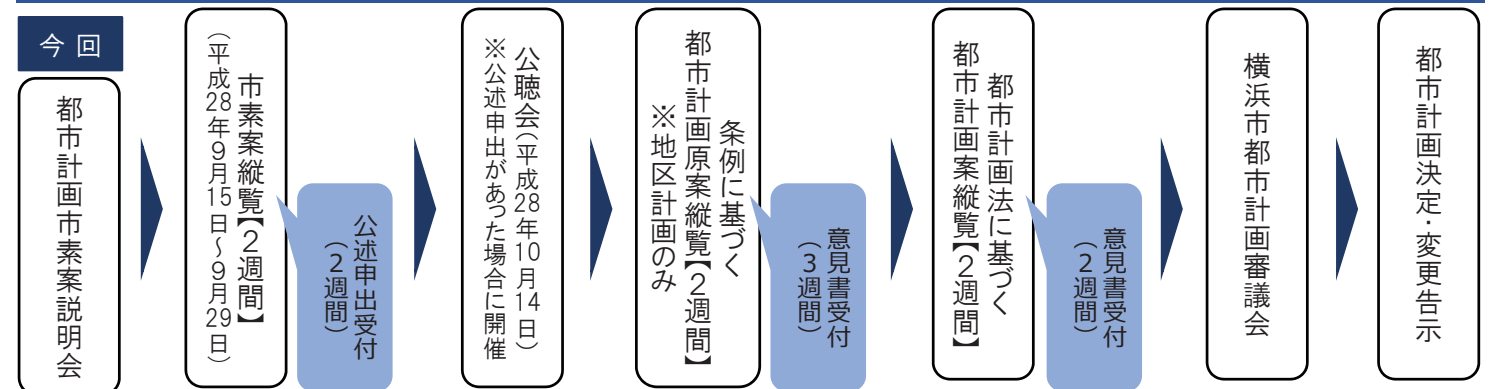 今回
都市計画市素案説明会
市素案縦覧【2週間】
(平成28年9月15日~9月29日)
公述申出受付
(2週間)
公聴会(平成28年10月14日)
※公述申出があった場合に開催
条例に基づく
都市計画原案縦覧【2週間】
※地区計画のみ
意見書受付
(3週間)
都市計画法に基づく
都市計画案縦覧【2週間】
意見書受付
(2週間)
横浜市都市計画審議会
都市計画決定・変更告示